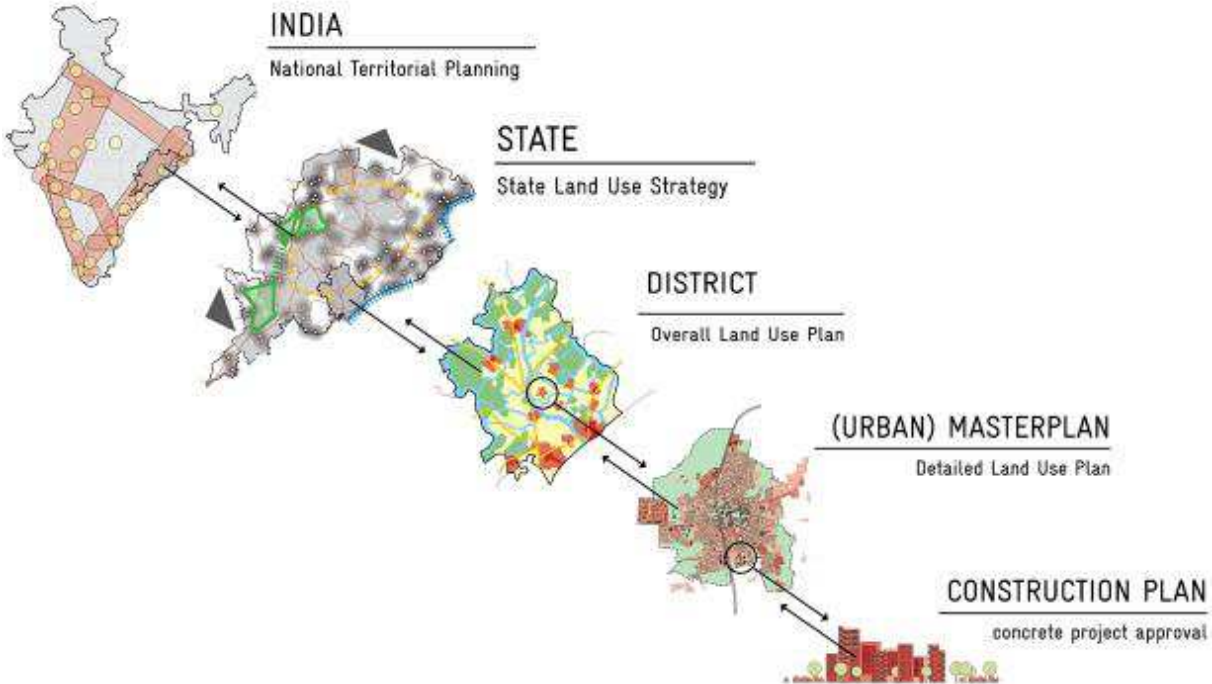 INDIA
National Territorial Planning
STATE
State Land Use Strategy
DISTRICT
Overall Land Use Plan
(URBAN) MASTERPLAN
Detailed Land Use Plan
CONSTRUCTION PLAN
concrete project approval